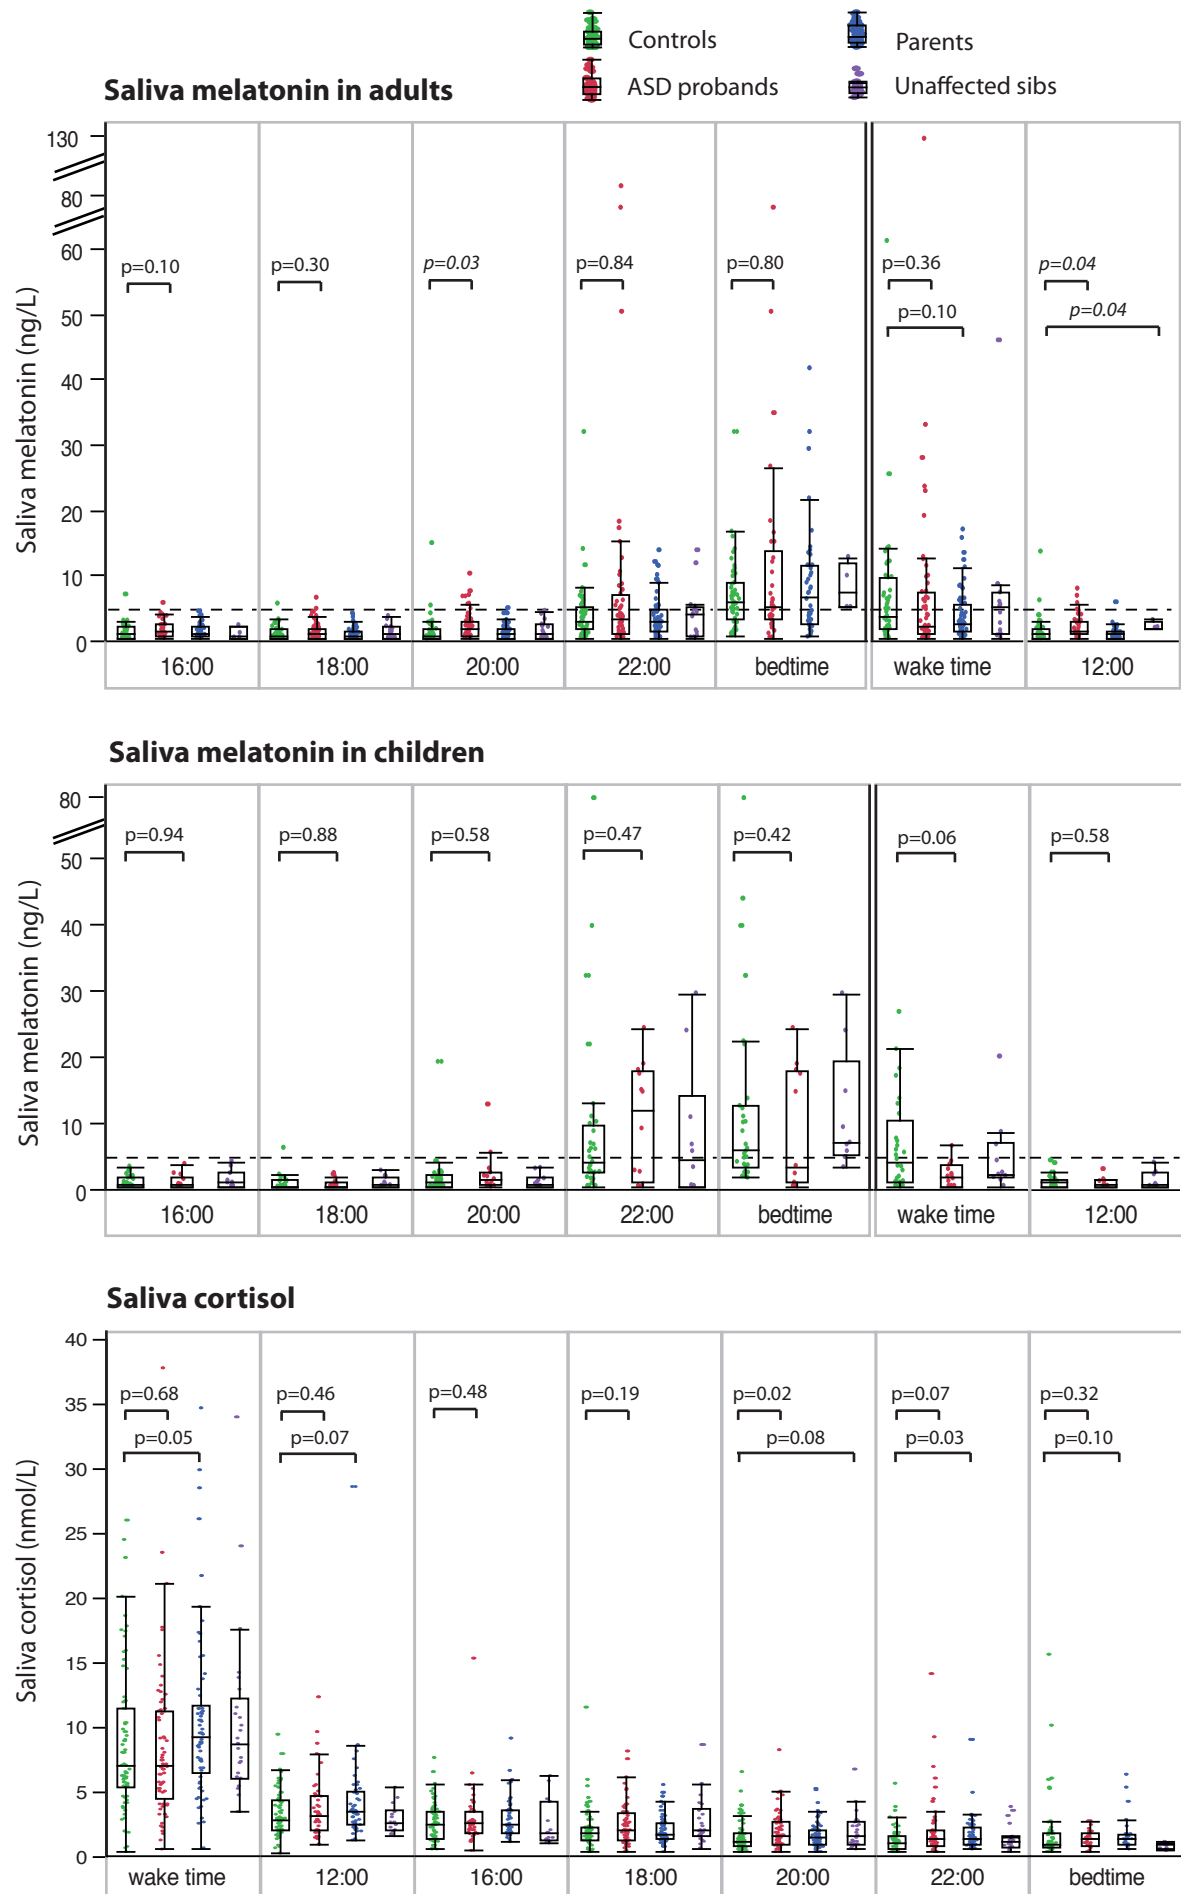 Controls Parents
ASD probands Unaffected sibs
Saliva melatonin in adults
Saliva melatonin (ng/L)
130
80
60
50
40
30
20
10
0
p=0.10 p=0.30 p=0.03 p=0.84 p=0.80 p=0.36 p=0.04
p=0.10 p=0.04
16:00 18:00 20:00 22:00 bedtime wake time 12:00
Saliva melatonin in children
Saliva melatonin (ng/L)
80
50
40
30
20
10
0
p=0.94 p=0.88 p=0.58 p=0.47 p=0.42 p=0.06 p=0.58
16:00 18:00 20:00 22:00 bedtime wake time 12:00
Saliva cortisol
Saliva cortisol (nmol/L)
40
35
30
25
20
15
10
5
0
p=0.68 p=0.46 p=0.48 p=0.19 p=0.02 p=0.07 p=0.32
p=0.05 p=0.07 p=0.08 p=0.03 p=0.10
wake time 12:00 16:00 18:00 20:00 22:00 bedtime